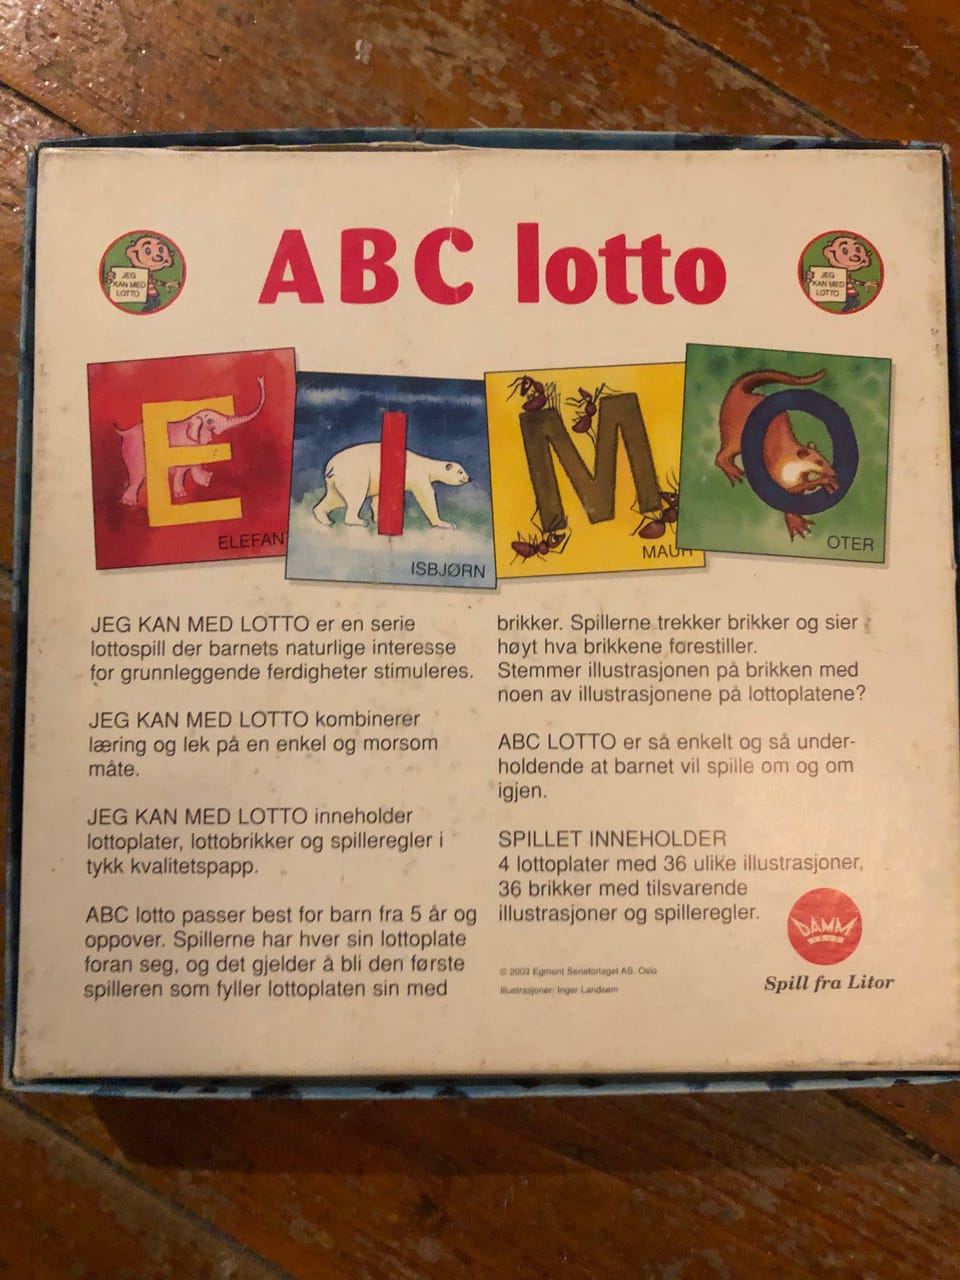 ABC lotto
JEG
KAN MED
LOTTO
JEG
KAN MED
LOTTO
E
ELEFAN
I
ISBJØRN
M
MAUR
O
OTER
JEG KAN MED LOTTO er en serie
lottospill der barnets naturlige interesse
for grunnleggende ferdigheter stimuleres.
JEG KAN MED LOTTO kombinerer
læring og lek på en enkel og morsom
måte.
JEG KAN MED LOTTO inneholder
lottoplater, lottobrikker og spilleregler i
tykk kvalitetspapp.
ABC lotto passer best for barn fra 5 år og
oppover. Spillerne har hver sin lottoplate
foran seg, og det gjelder å bli den første
spilleren som fyller lottoplaten sin med
brikker. Spillerne trekker brikker og sier
høyt hva brikkene forestiller.
Stemmer illustrasjonen på brikken med
noen av illustrasjonene på lottoplatene?
ABC LOTTO er så enkelt og så under-
holdende at barnet vil spille om og om
igjen.
SPILLET INNEHOLDER
4 lottoplater med 36 ulike illustrasjoner,
36 brikker med tilsvarende
illustrasjoner og spilleregler.
© 2003 Egmont Serieforlaget AS, Oslo
Illustrasjoner: Inger Landsem
DAMM
Spill fra Litor